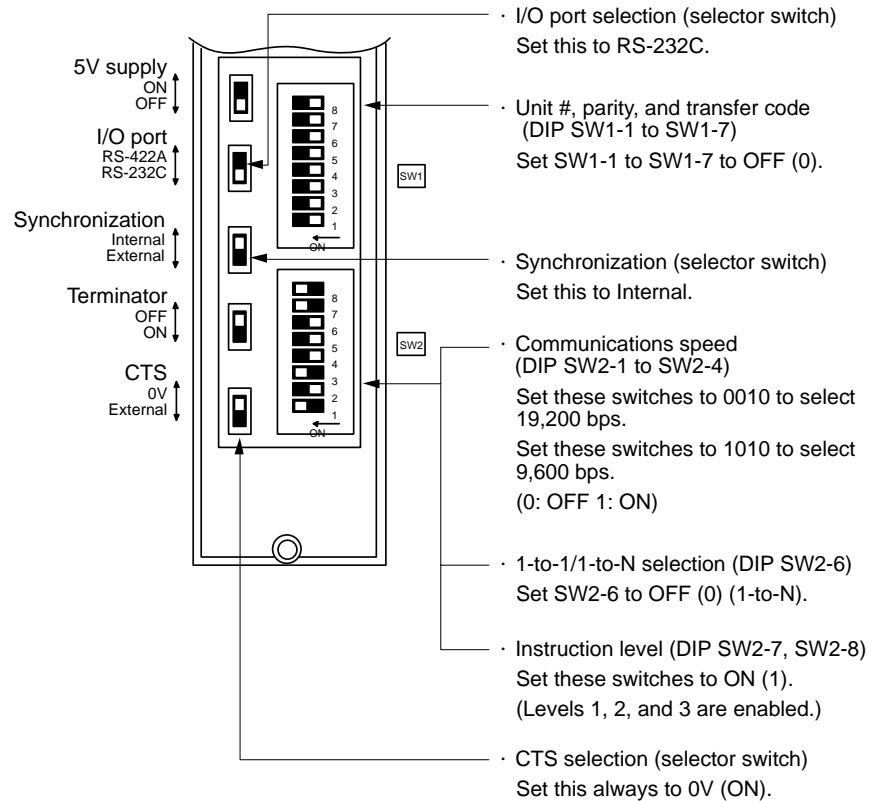 5V supply
ON
OFF
I/O port
RS-422A
RS-232C
Synchronization
Internal
External
Terminator
OFF
ON
CTS
0V
External
8
7
6
5
4
3
2
1
ON
SW1
8
7
6
5
4
3
2
1
ON
SW2
· I/O port selection (selector switch)
Set this to RS-232C.
· Unit #, parity, and transfer code
(DIP SW1-1 to SW1-7)
Set SW1-1 to SW1-7 to OFF (0).
· Synchronization (selector switch)
Set this to Internal.
· Communications speed
(DIP SW2-1 to SW2-4)
Set these switches to 0010 to select
19,200 bps.
Set these switches to 1010 to select
9,600 bps.
(0: OFF 1: ON)
· 1-to-1/1-to-N selection (DIP SW2-6)
Set SW2-6 to OFF (0) (1-to-N).
· Instruction level (DIP SW2-7, SW2-8)
Set these switches to ON (1).
(Levels 1, 2, and 3 are enabled.)
· CTS selection (selector switch)
Set this always to 0V (ON).